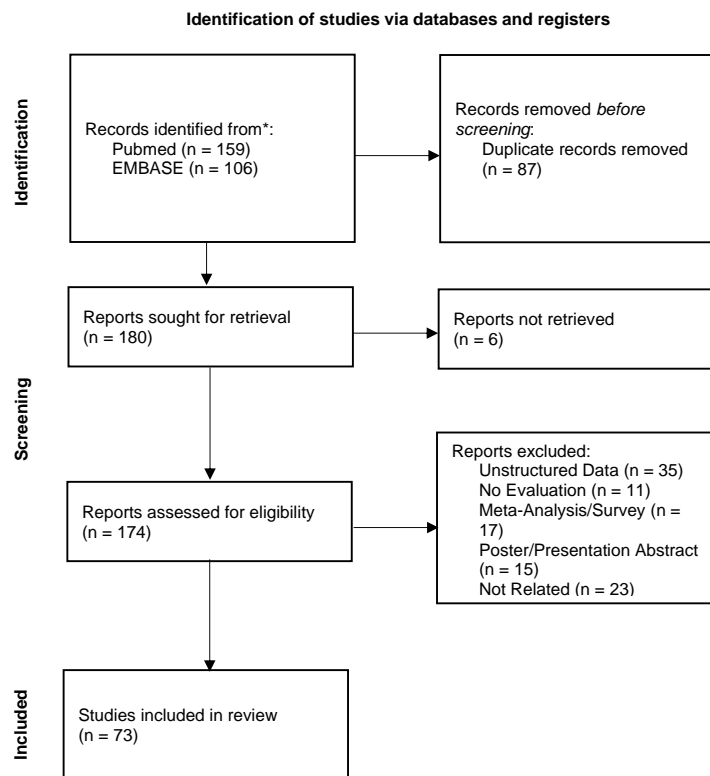 Identification of studies via databases and registers
Identification
Records identified from*:
Pubmed (n = 159)
EMBASE (n = 106)
Records removed before
screening:
Duplicate records removed
(n = 87)
Screening
Reports sought for retrieval
(n = 180)
Reports not retrieved
(n = 6)
Reports assessed for eligibility
(n = 174)
Reports excluded:
Unstructured Data (n = 35)
No Evaluation (n = 11)
Meta-Analysis/Survey (n =
17)
Poster/Presentation Abstract
(n = 15)
Not Related (n = 23)
Included
Studies included in review
(n = 73)